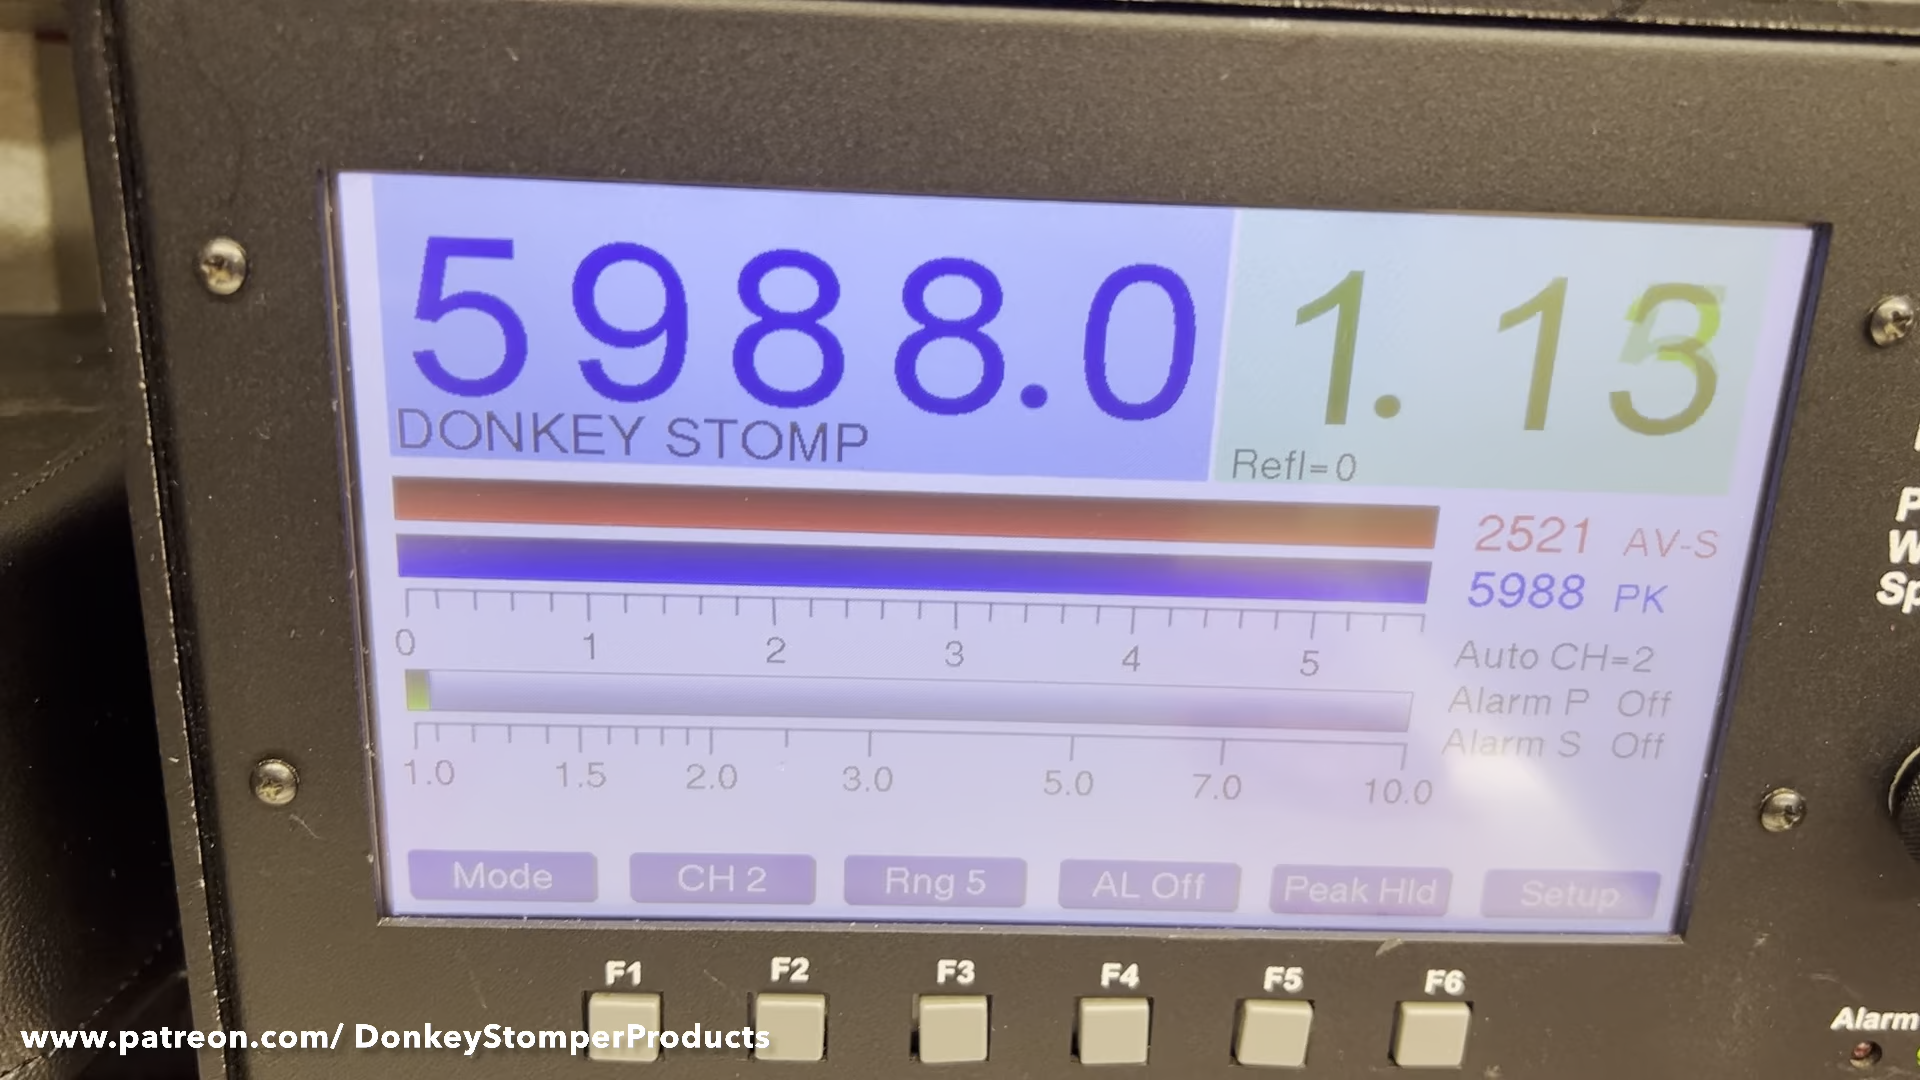 5988.0
1.13
DONKEY STOMP
Refl=0
2521 AV-S
5988 PK
0 1 2 3 4 5
Auto CH=2
Alarm P Off
Alarm S Off
1.0 1.5 2.0 3.0 5.0 7.0 10.0
Mode CH 2 Rng 5 AL Off Peak Hld Setup
F1 F2 F3 F4 F5 F6
Alarm
www.patreon.com/ DonkeyStomperProducts